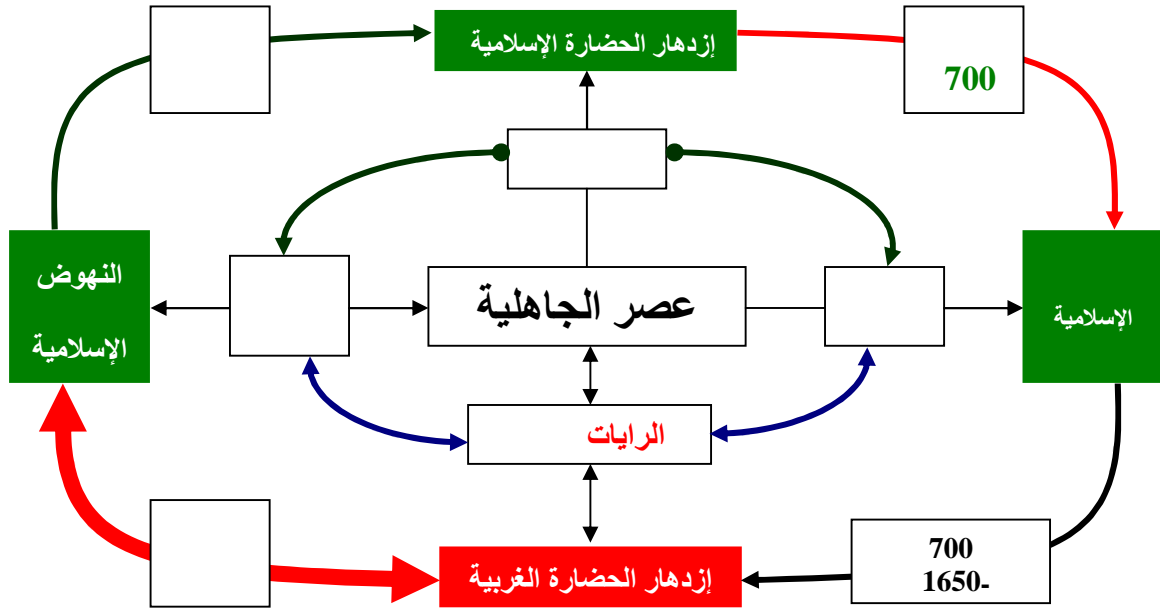 إزدهار الحضارة الإسلامية
700
النهوض
الإسلامية
عصر الجاهلية
الإسلامية
الرايات
700
1650-
إزدهار الحضارة الغربية